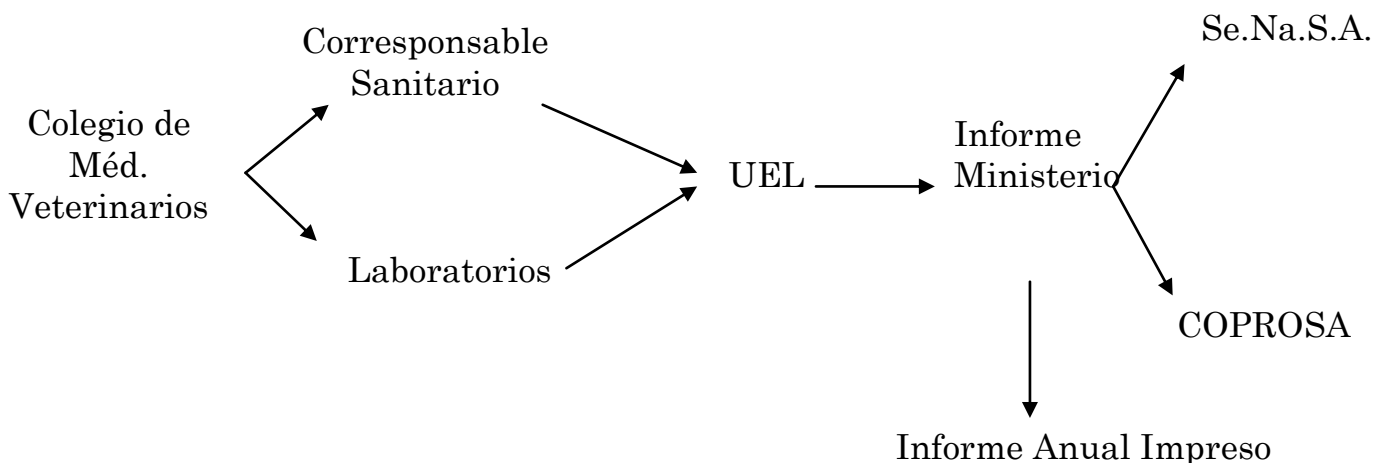 Se.Na.S.A.
Corresponsable
Sanitario
Colegio de
Méd.
Veterinarios
Informe
Ministerio
UEL
Laboratorios
COPROSA
Informe Anual Impreso